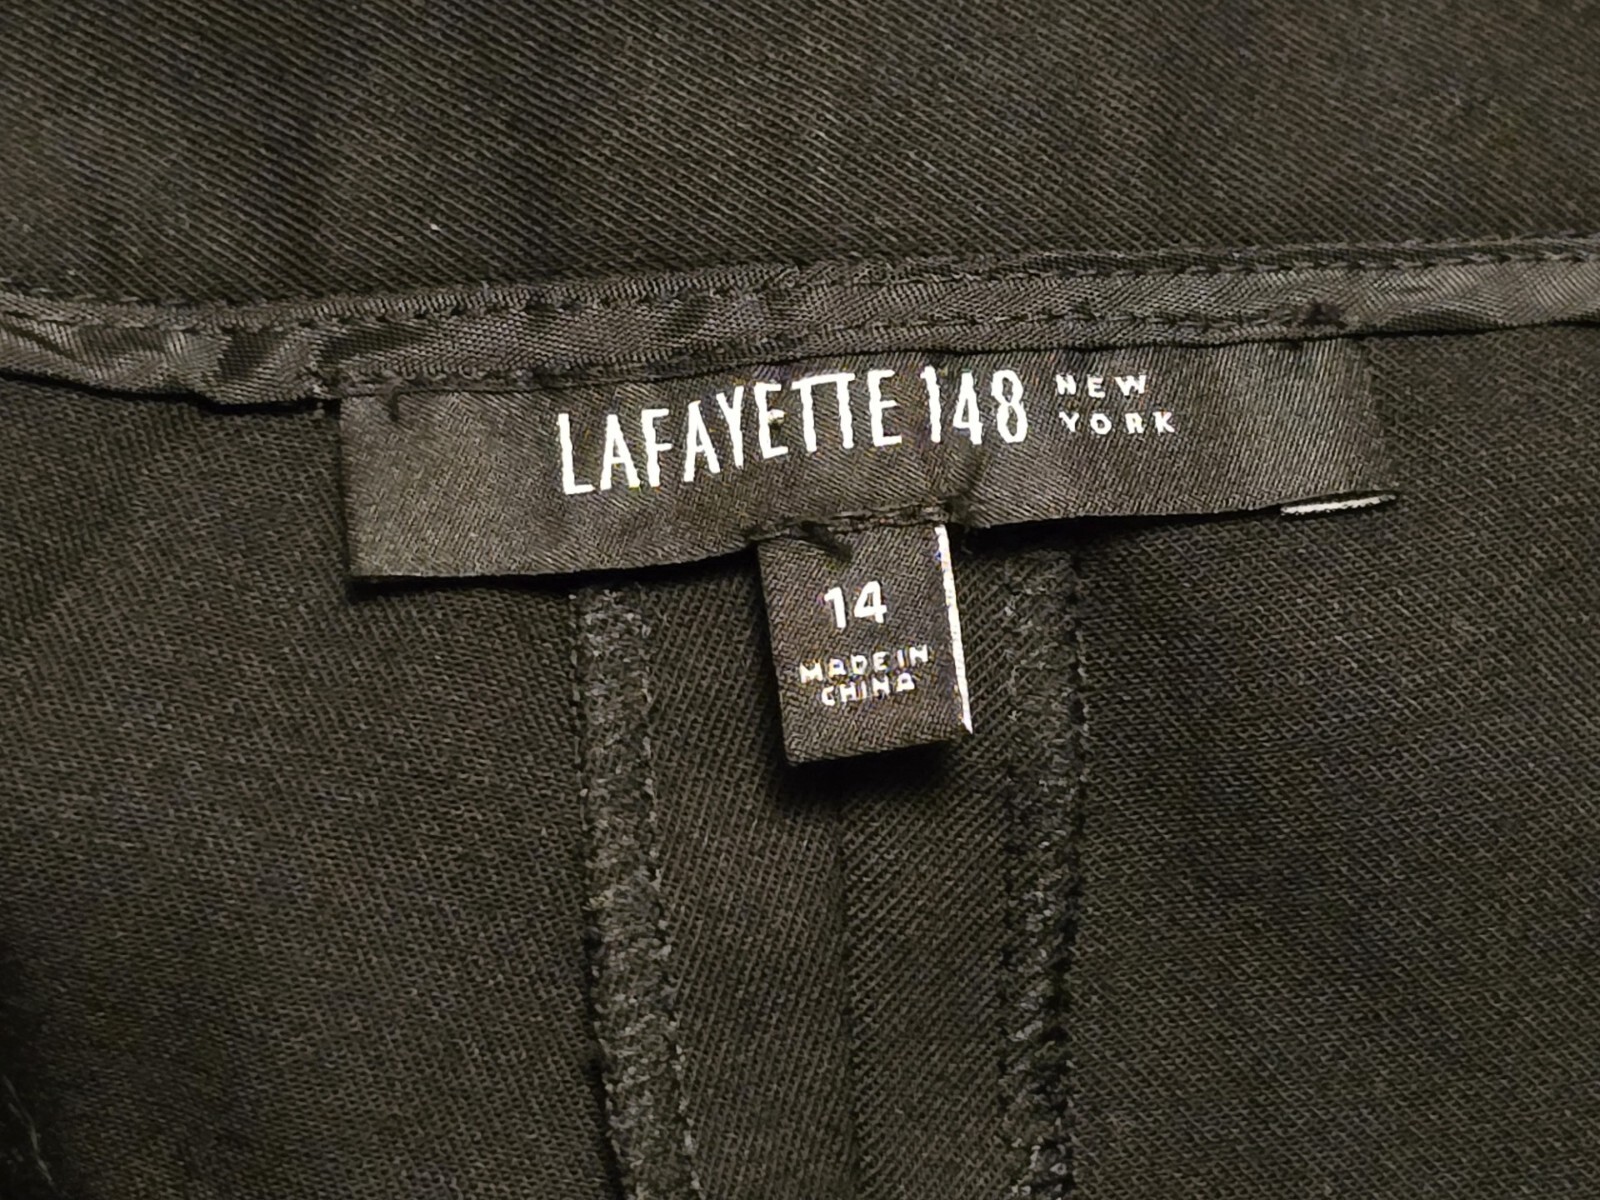 LAFAYETTE 148 NEW YORK
14
MADE IN
CHINA